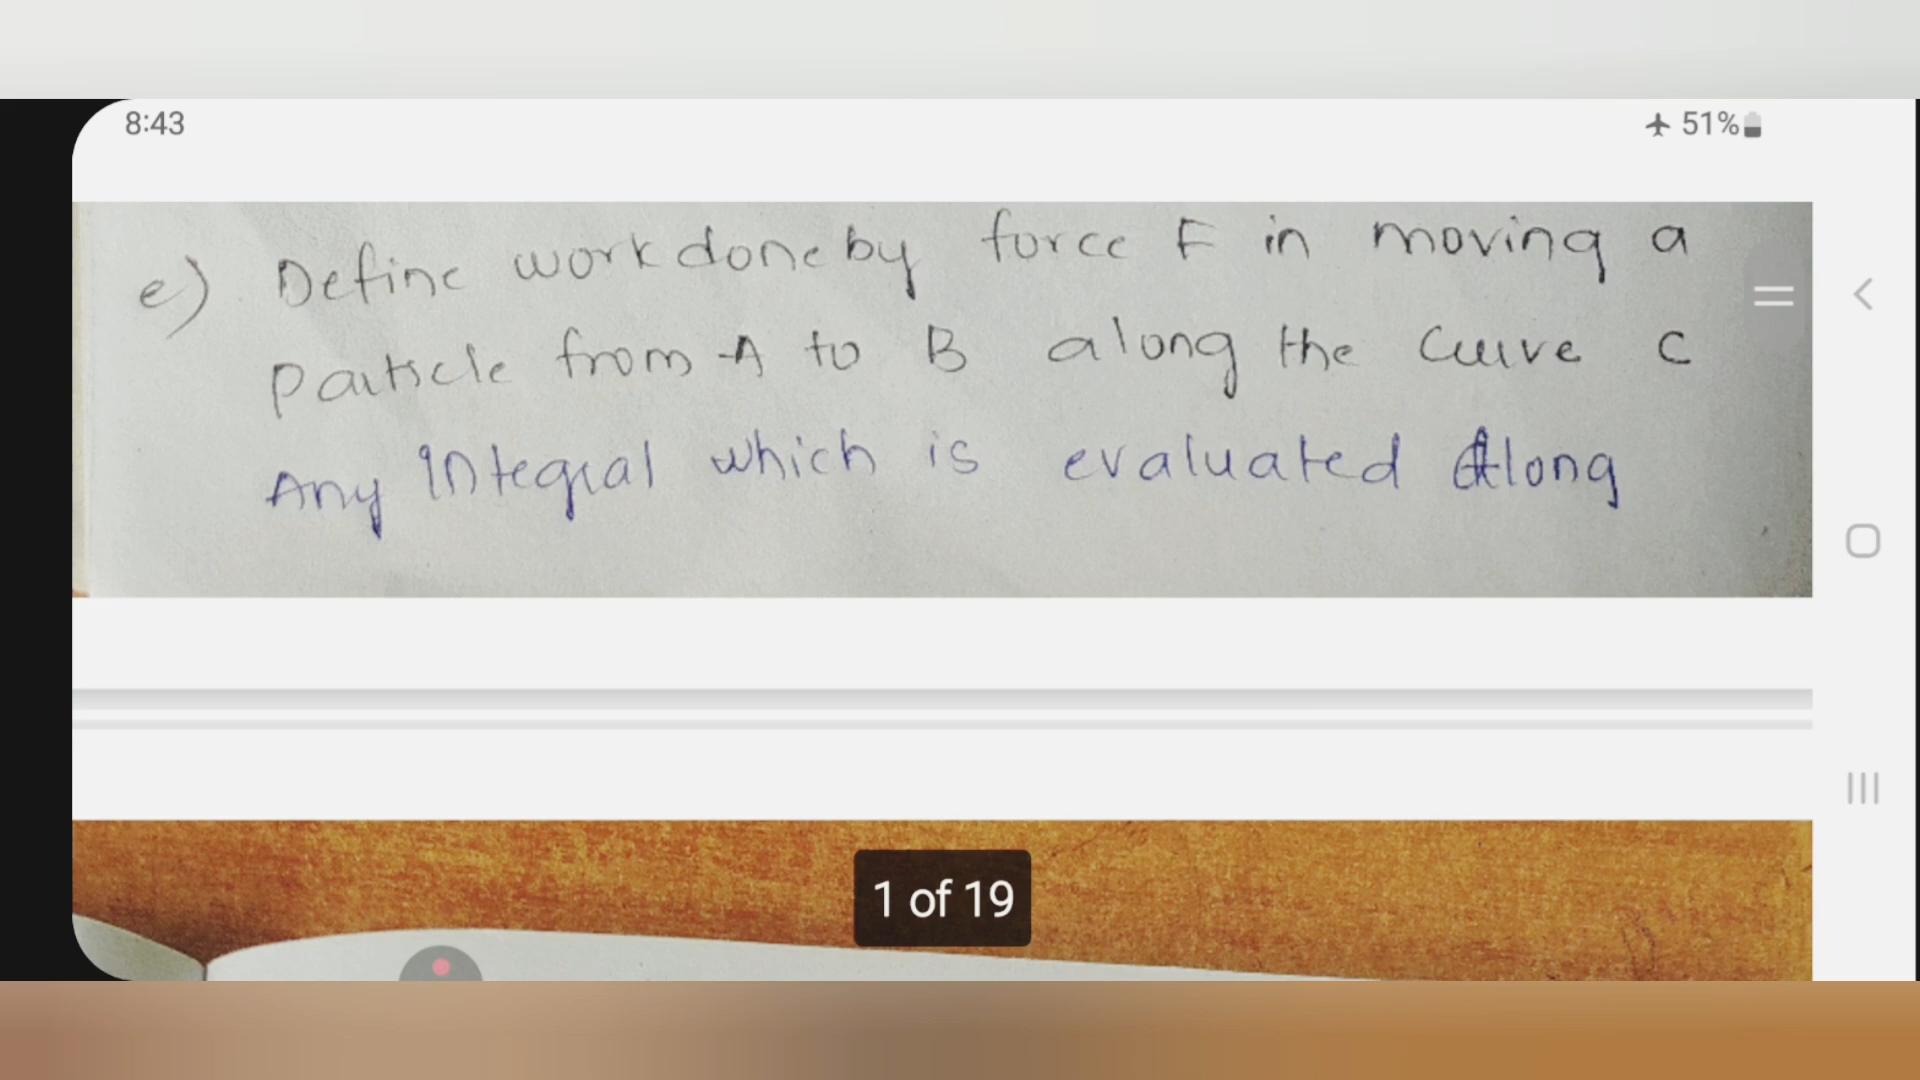 8:43
51%
e) Define work done by force F in moving a
particle from A to B along the curve C
Any integral which is evaluated Along
1 of 19